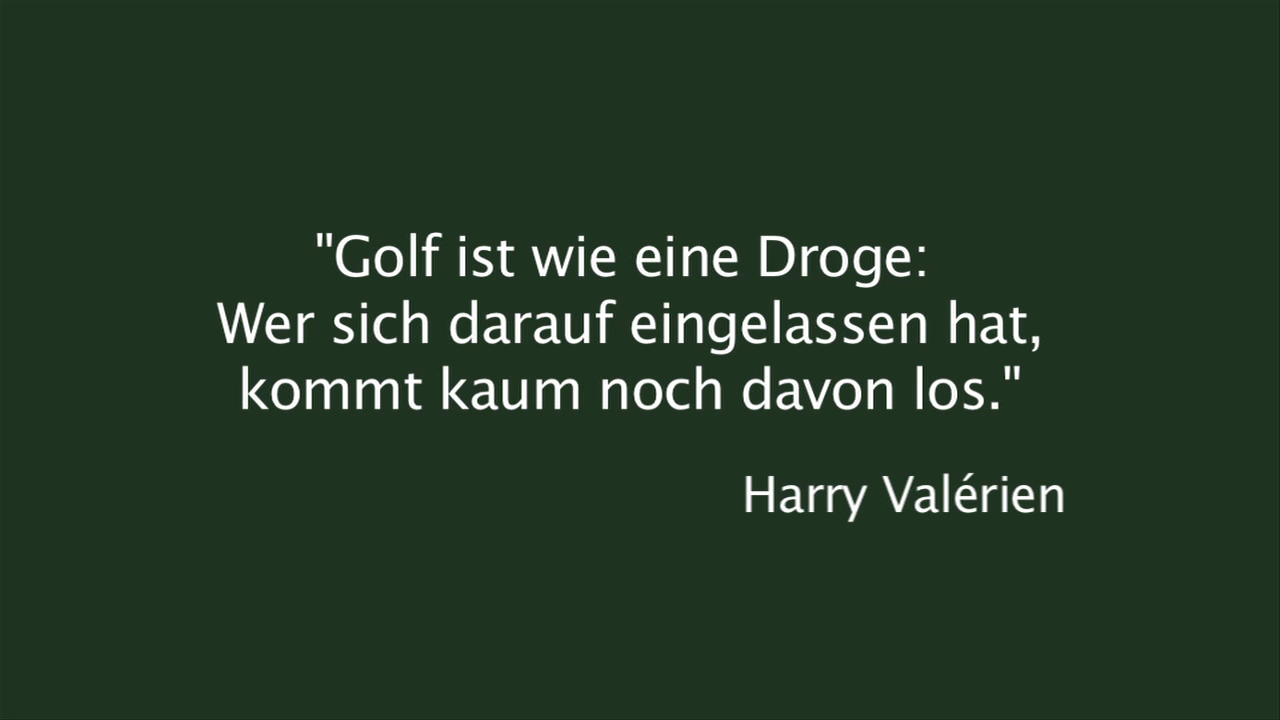 "Golf ist wie eine Droge:
Wer sich darauf eingelassen hat,
kommt kaum noch davon los."
Harry Valérien